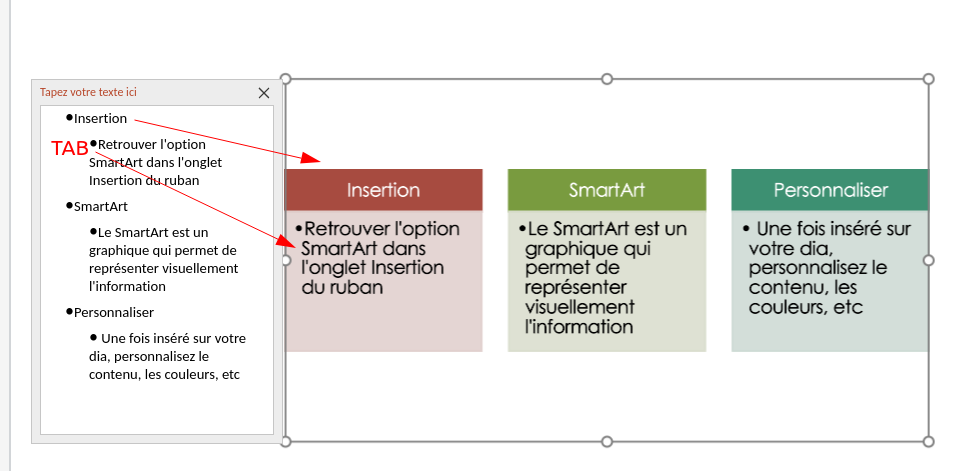 Tapez votre texte ici
●Insertion
TAB
●Retrouver l'option
SmartArt dans l'onglet
Insertion du ruban
●SmartArt
●Le SmartArt est un
graphique qui permet de
représenter visuellement
l'information
●Personnaliser
● Une fois inséré sur votre
dia, personnalisez le
contenu, les couleurs, etc
Insertion
•Retrouver l'option
SmartArt dans
l'onglet Insertion
du ruban
SmartArt
•Le SmartArt est un
graphique qui
permet de
représenter
visuellement
l'information
Personnaliser
• Une fois inséré sur
votre dia,
personnalisez le
contenu, les
couleurs, etc